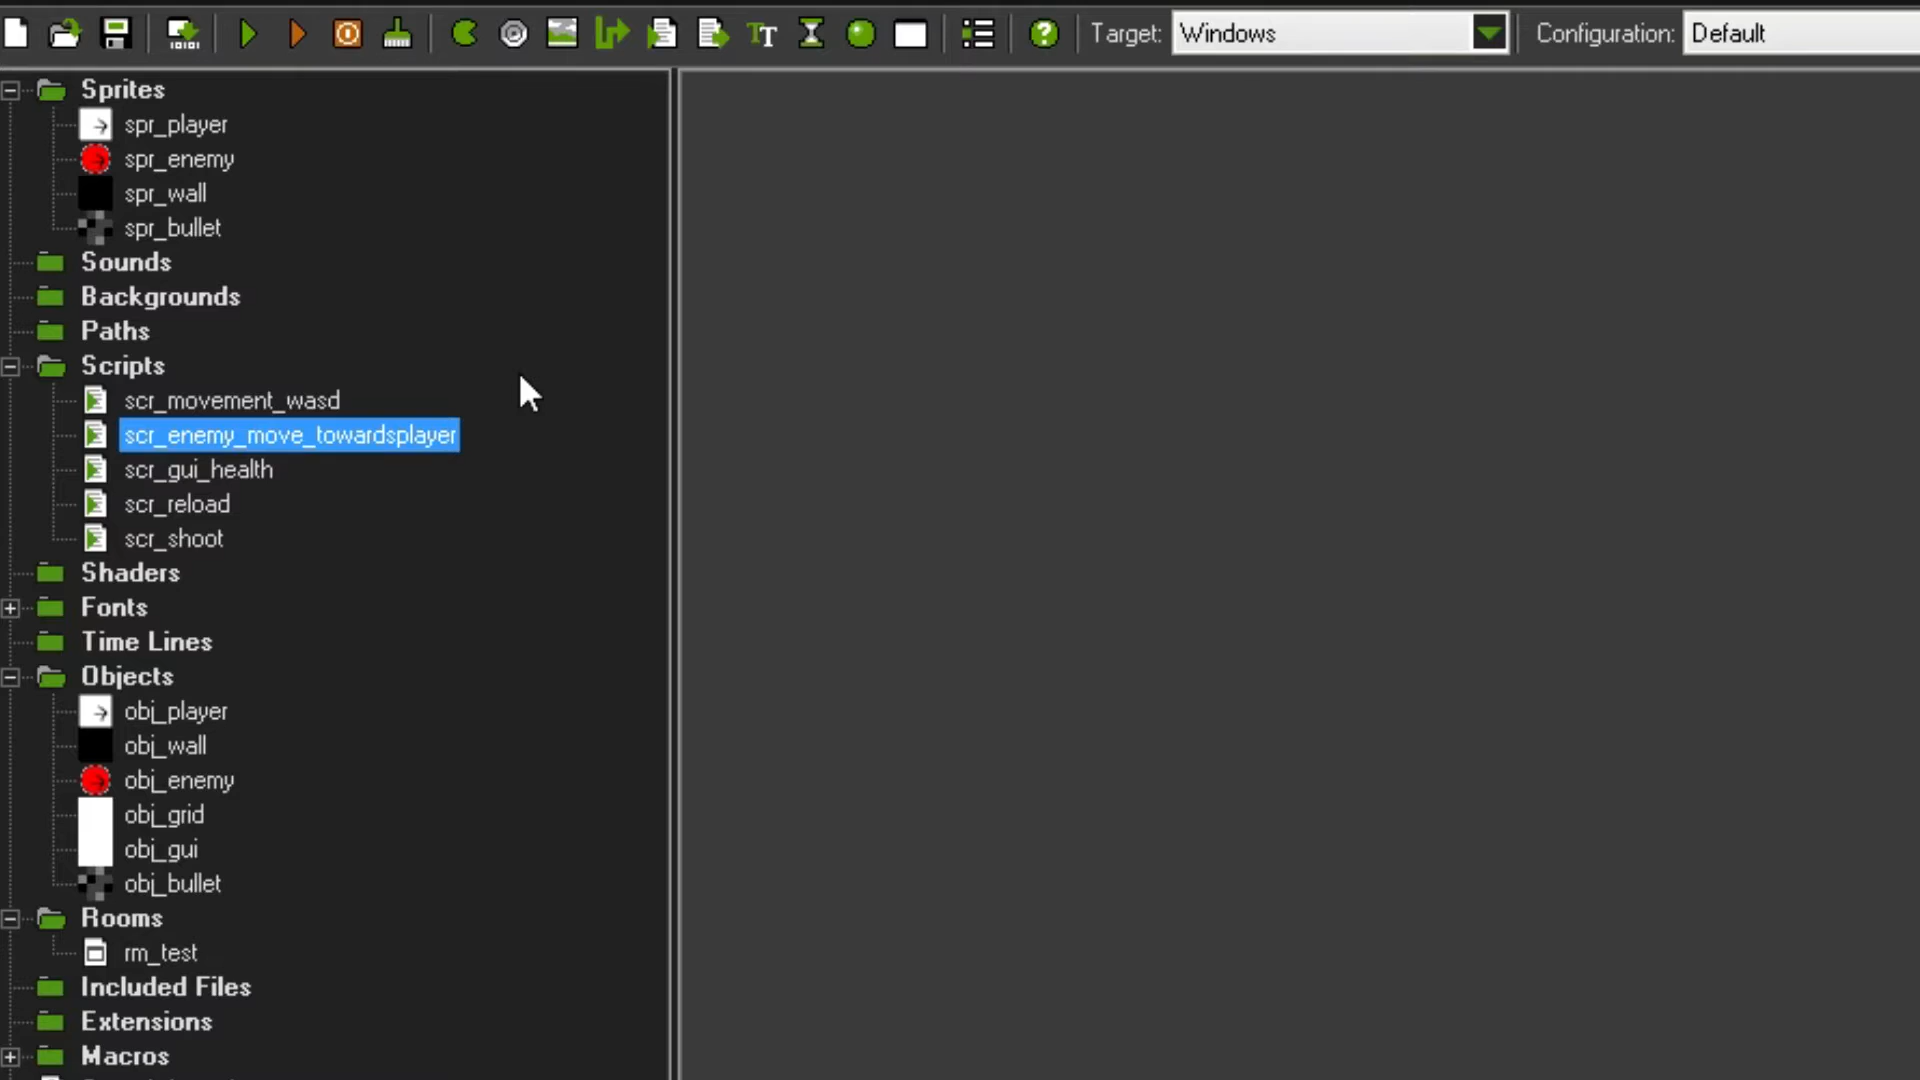 Target: Windows Configuration: Default
Sprites
spr_player
spr_enemy
spr_wall
spr_bullet
Sounds
Backgrounds
Paths
Scripts
scr_movement_wasd
scr_enemy_move_towardsplayer
scr_gui_health
scr_reload
scr_shoot
Shaders
Fonts
Time Lines
Objects
obj_player
obj_wall
obj_enemy
obj_grid
obj_gui
obj_bullet
Rooms
rm_test
Included Files
Extensions
Macros